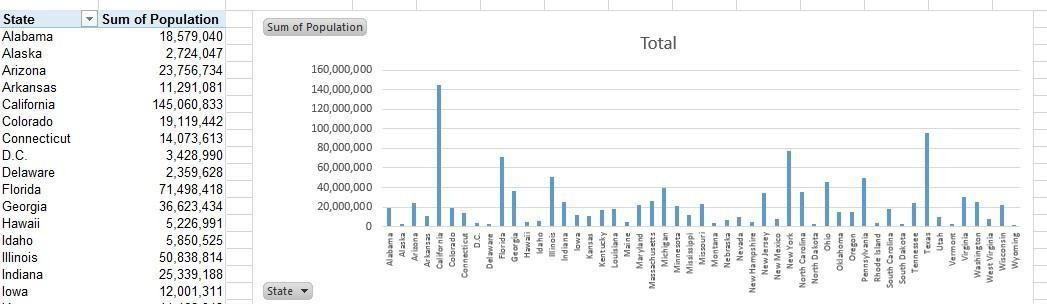 State Sum of Population
Alabama 18,579,040
Alaska 2,724,047
Arizona 23,756,734
Arkansas 11,291,081
California 145,060,833
Colorado 19,119,442
Connecticut 14,073,613
D.C. 3,428,990
Delaware 2,359,628
Florida 71,498,418
Georgia 36,623,434
Hawaii 5,226,991
Idaho 5,850,525
Illinois 50,838,814
Indiana 25,339,188
Iowa 12,001,311
Sum of Population
Total
160,000,000
140,000,000
120,000,000
100,000,000
80,000,000
60,000,000
40,000,000
20,000,000
0
Alabama
Alaska
Arizona
Arkansas
California
Colorado
Connecticut
D.C.
Delaware
Florida
Georgia
Hawaii
Idaho
Illinois
Indiana
Iowa
Kansas
Kentucky
Louisiana
Maine
Maryland
Massachusetts
Michigan
Minnesota
Mississippi
Missouri
Montana
Nebraska
Nevada
New Hampshire
New Jersey
New Mexico
New York
North Carolina
North Dakota
Ohio
Oklahoma
Oregon
Pennsylvania
Rhode Island
South Carolina
South Dakota
Tennessee
Texas
Utah
Vermont
Virginia
Washington
West Virginia
Wisconsin
Wyoming
State